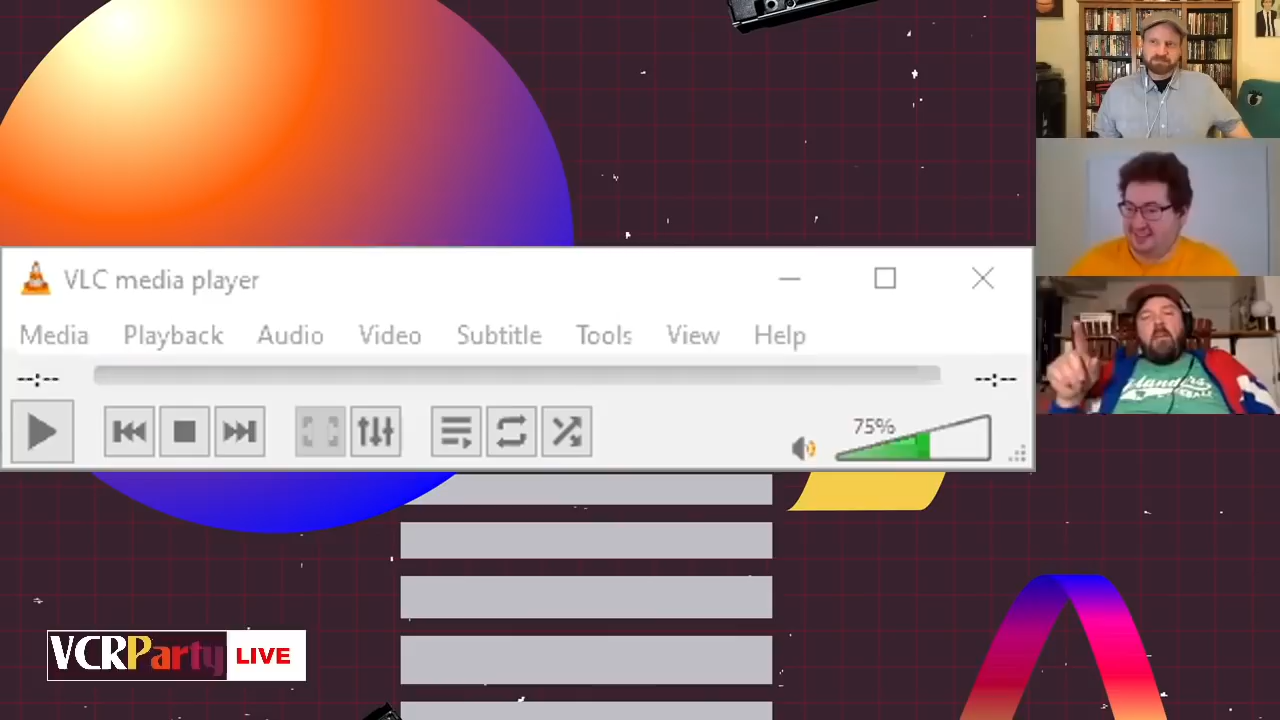 VLC media player
Media Playback Audio Video Subtitle Tools View Help
--:-- --:--
75%
VCRParty LIVE